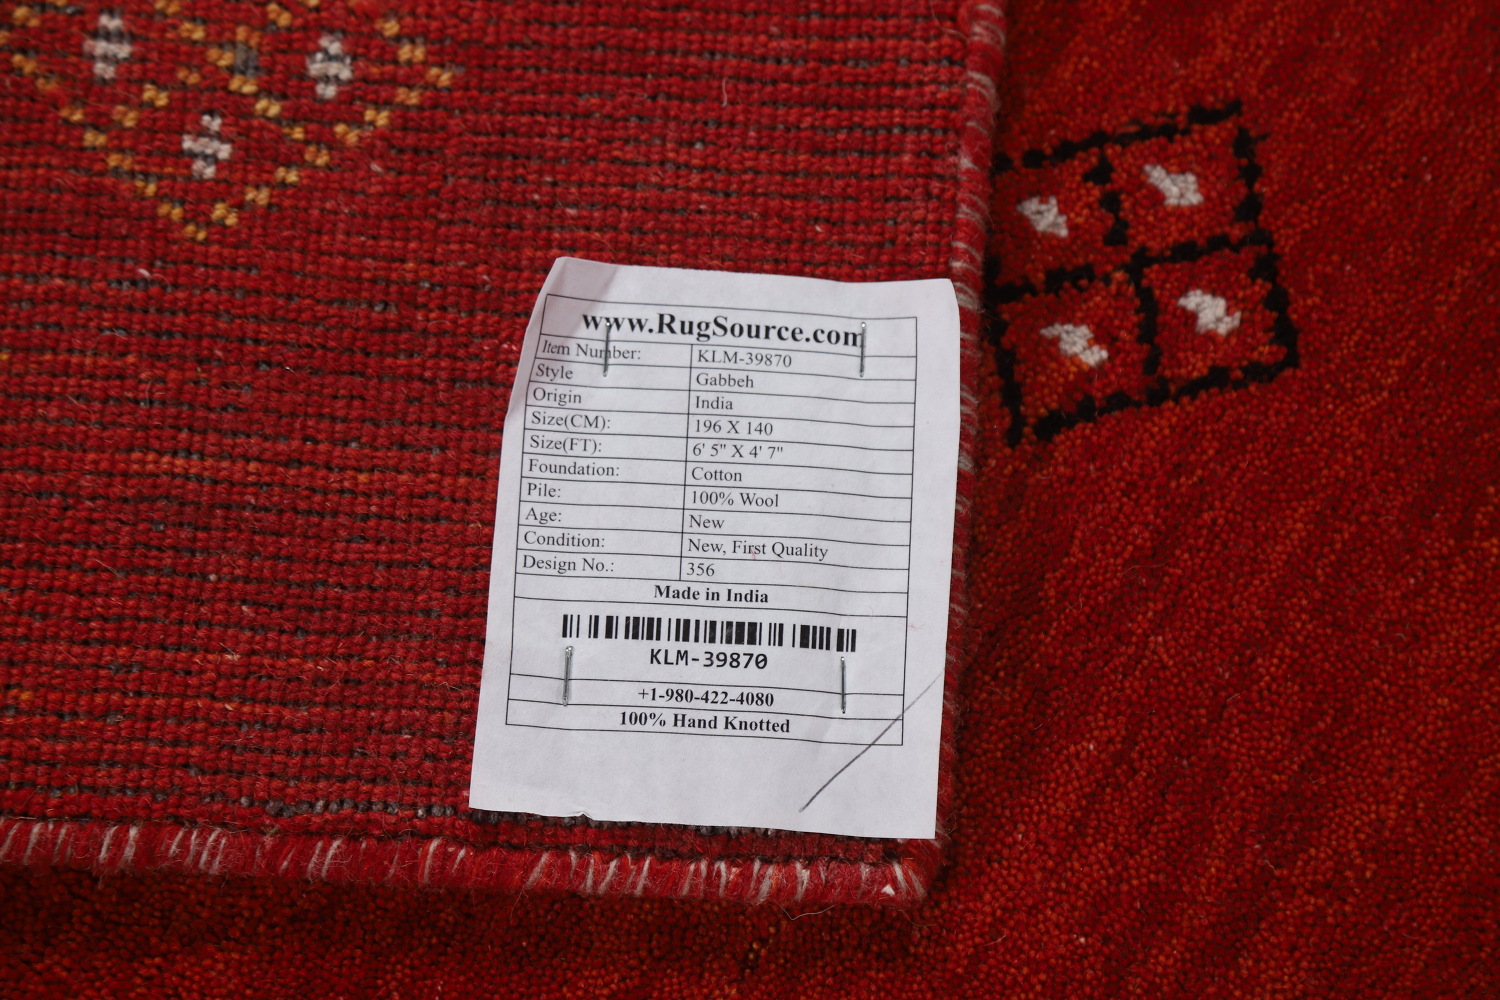 www.RugSource.com
Item Number: KLM-39870
Style Gabbeh
Origin India
Size(CM): 196 X 140
Size(FT): 6' 5" X 4' 7"
Foundation: Cotton
Pile: 100% Wool
Age: New
Condition: New, First Quality
Design No.: 356
Made in India
KLM-39870
+1-980-422-4080
100% Hand Knotted